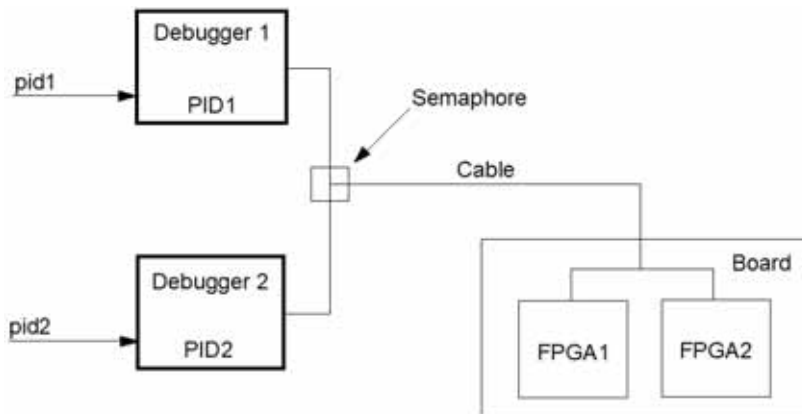 Debugger 1
pid1
PID1
Semaphore
Cable
Board
Debugger 2
pid2
PID2
FPGA1
FPGA2